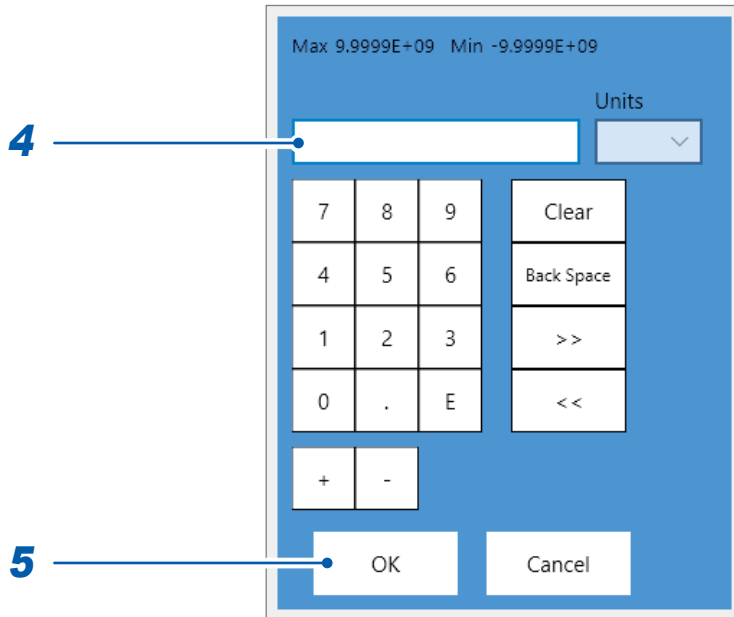 Max 9.9999E+09 Min -9.9999E+09
Units
4
7 8 9 Clear
4 5 6 Back Space
1 2 3 >>
0 . E <<
+ -
5 OK Cancel